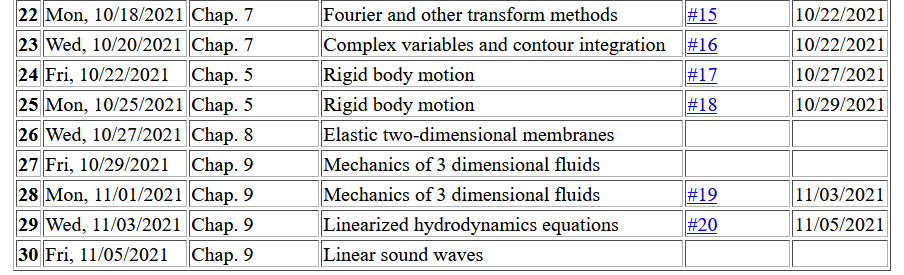 22 Mon, 10/18/2021 Chap. 7 Fourier and other transform methods #15 10/22/2021
23 Wed, 10/20/2021 Chap. 7 Complex variables and contour integration #16 10/22/2021
24 Fri, 10/22/2021 Chap. 5 Rigid body motion #17 10/27/2021
25 Mon, 10/25/2021 Chap. 5 Rigid body motion #18 10/29/2021
26 Wed, 10/27/2021 Chap. 8 Elastic two-dimensional membranes
27 Fri, 10/29/2021 Chap. 9 Mechanics of 3 dimensional fluids
28 Mon, 11/01/2021 Chap. 9 Mechanics of 3 dimensional fluids #19 11/03/2021
29 Wed, 11/03/2021 Chap. 9 Linearized hydrodynamics equations #20 11/05/2021
30 Fri, 11/05/2021 Chap. 9 Linear sound waves